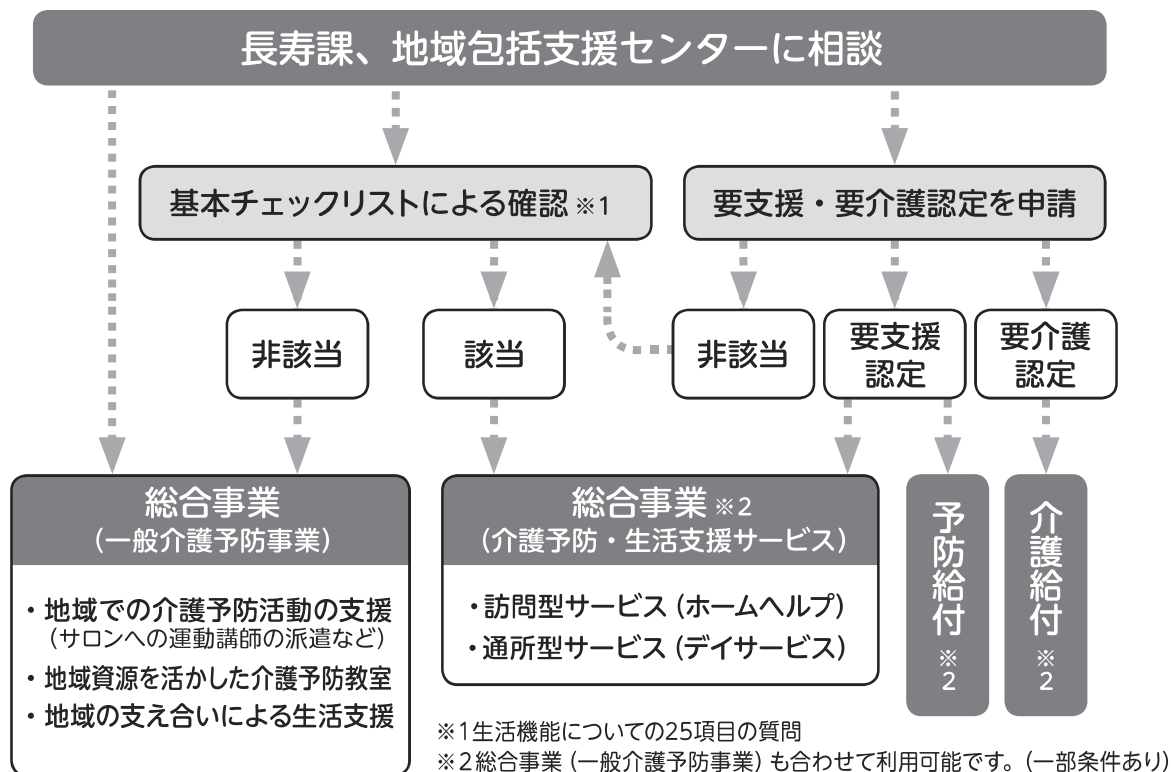 長寿課、地域包括支援センターに相談
基本チェックリストによる確認 ※1
要支援・要介護認定を申請
非該当
該当
非該当
要支援
認定
要介護
認定
総合事業
（一般介護予防事業）
・地域での介護予防活動の支援
（サロンへの運動講師の派遣など）
・地域資源を活かした介護予防教室
・地域の支え合いによる生活支援
総合事業 ※2
（介護予防・生活支援サービス）
・訪問型サービス（ホームヘルプ）
・通所型サービス（デイサービス）
予防給付 ※2
介護給付 ※2
※1生活機能についての25項目の質問
※2総合事業（一般介護予防事業）も合わせて利用可能です。（一部条件あり）